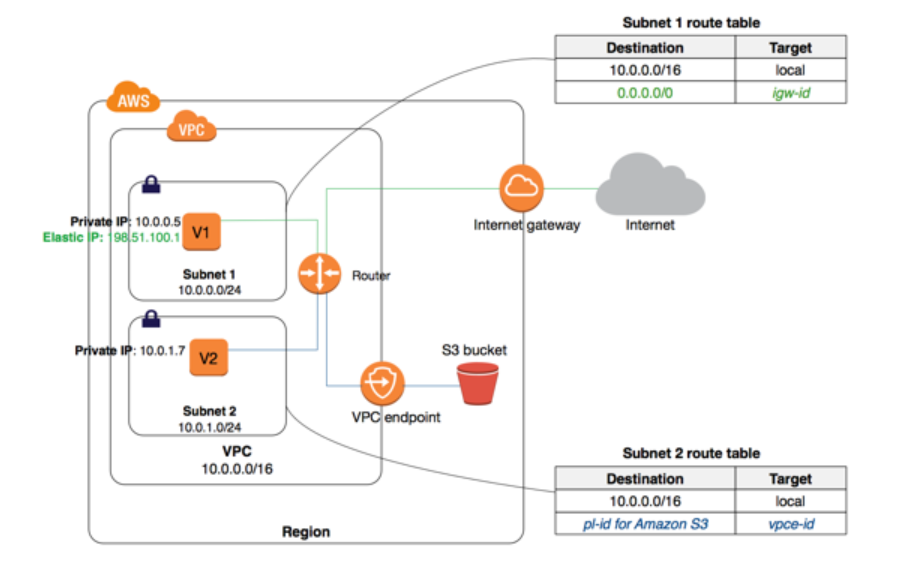 Subnet 1 route table
Destination Target
10.0.0.0/16 local
0.0.0.0/0 igw-id
AWS
VPC
Private IP: 10.0.0.5
Elastic IP: 198.51.100.1
V1
Subnet 1
10.0.0.0/24
Internet gateway
Internet
Router
Private IP: 10.0.1.7
V2
Subnet 2
10.0.1.0/24
S3 bucket
VPC endpoint
VPC
10.0.0.0/16
Region
Subnet 2 route table
Destination Target
10.0.0.0/16 local
pl-id for Amazon S3 vpce-id